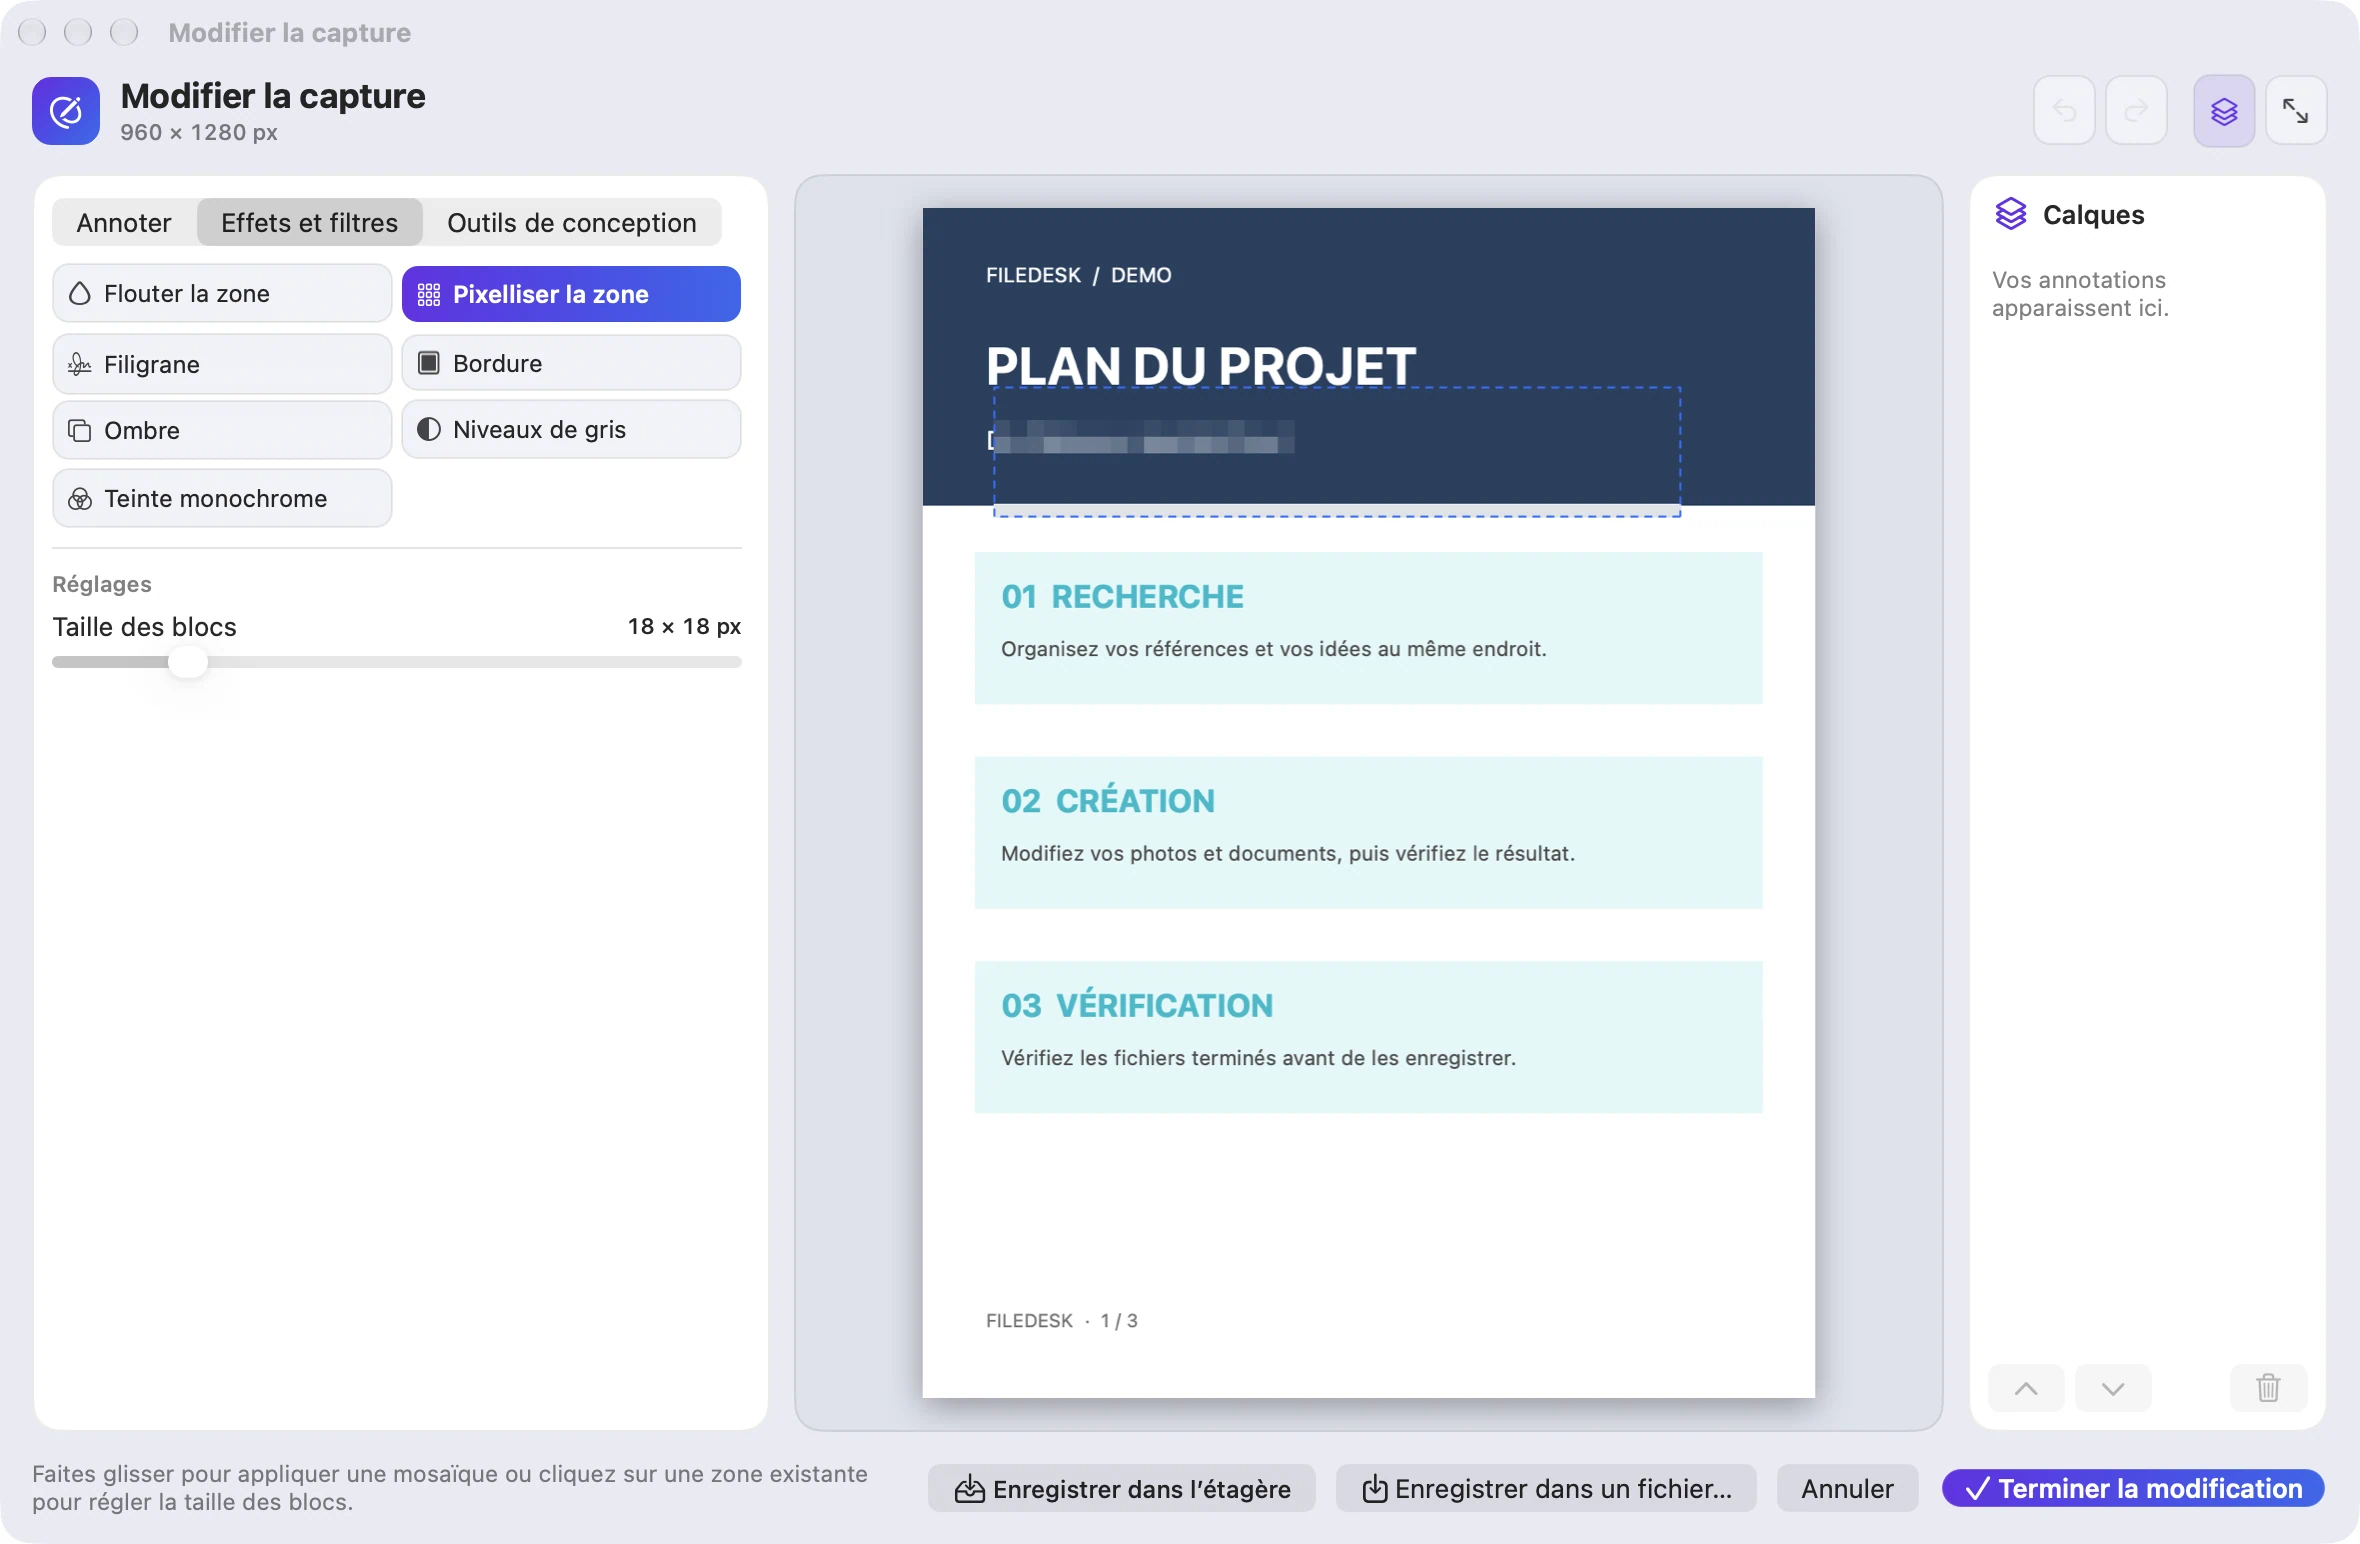 Modifier la capture
Modifier la capture
960 × 1280 px
Annoter
Effets et filtres
Outils de conception
Flouter la zone
Pixelliser la zone
Filigrane
Bordure
Ombre
Niveaux de gris
Teinte monochrome
Réglages
Taille des blocs
18 × 18 px
FILEDESK / DEMO
PLAN DU PROJET
01 RECHERCHE
Organisez vos références et vos idées au même endroit.
02 CRÉATION
Modifiez vos photos et documents, puis vérifiez le résultat.
03 VÉRIFICATION
Vérifiez les fichiers terminés avant de les enregistrer.
FILEDESK · 1 / 3
Calques
Vos annotations
apparaissent ici.
Faites glisser pour appliquer une mosaïque ou cliquez sur une zone existante
pour régler la taille des blocs.
Enregistrer dans l’étagère
Enregistrer dans un fichier...
Annuler
Terminer la modification